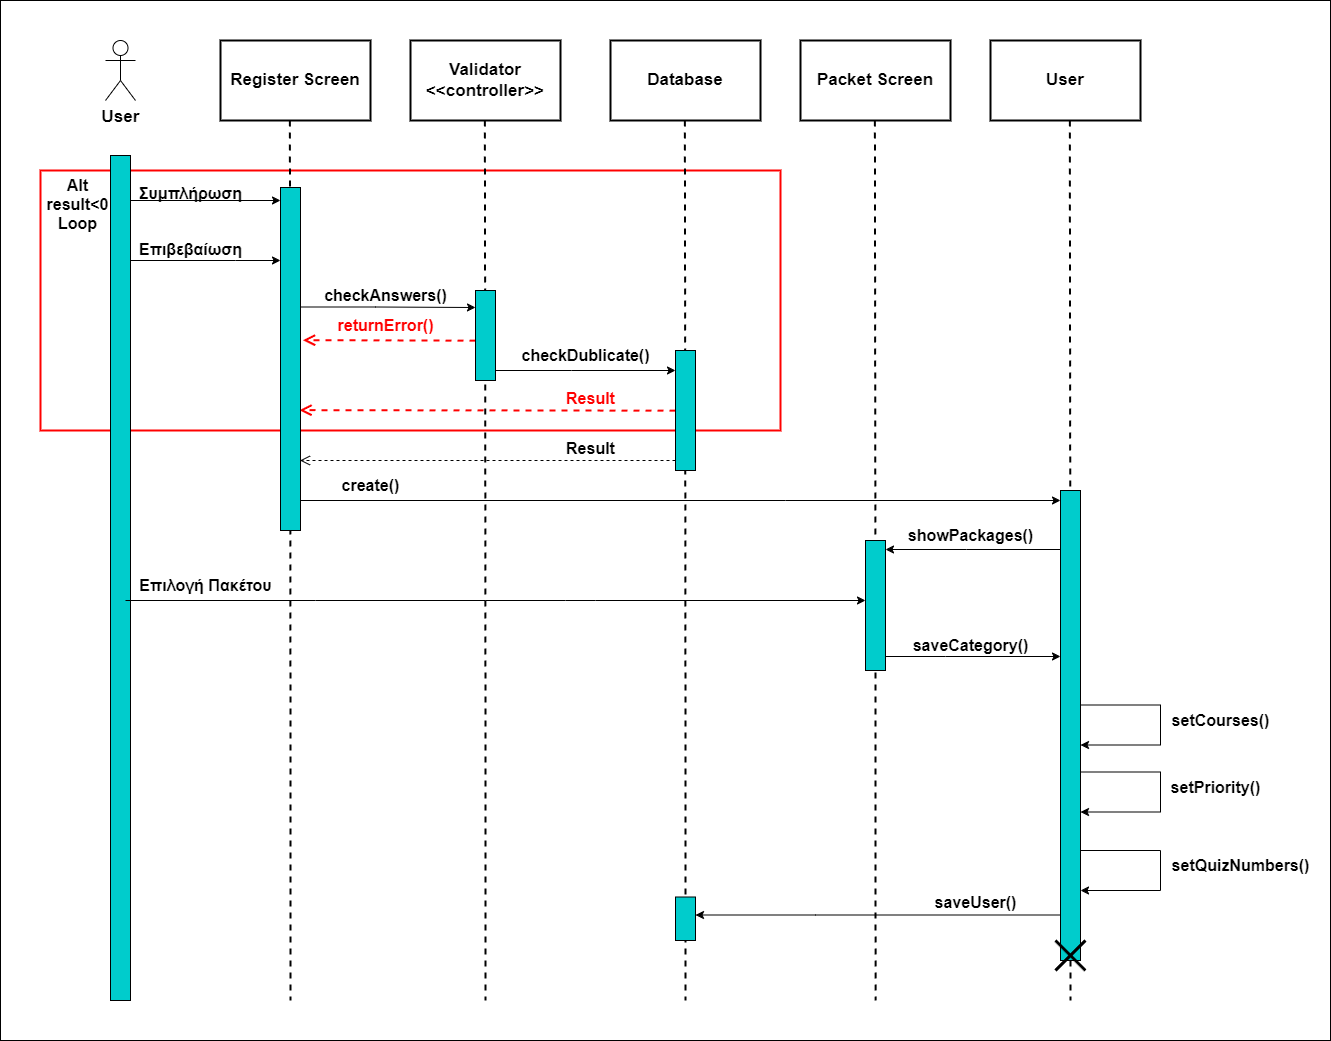 User
Register Screen
Validator
<<controller>>
Database
Packet Screen
User
Alt
result<0
Loop
Συμπλήρωση
Επιβεβαίωση
checkAnswers()
returnError()
checkDublicate()
Result
Result
create()
showPackages()
Επιλογή Πακέτου
saveCategory()
setCourses()
setPriority()
setQuizNumbers()
saveUser()